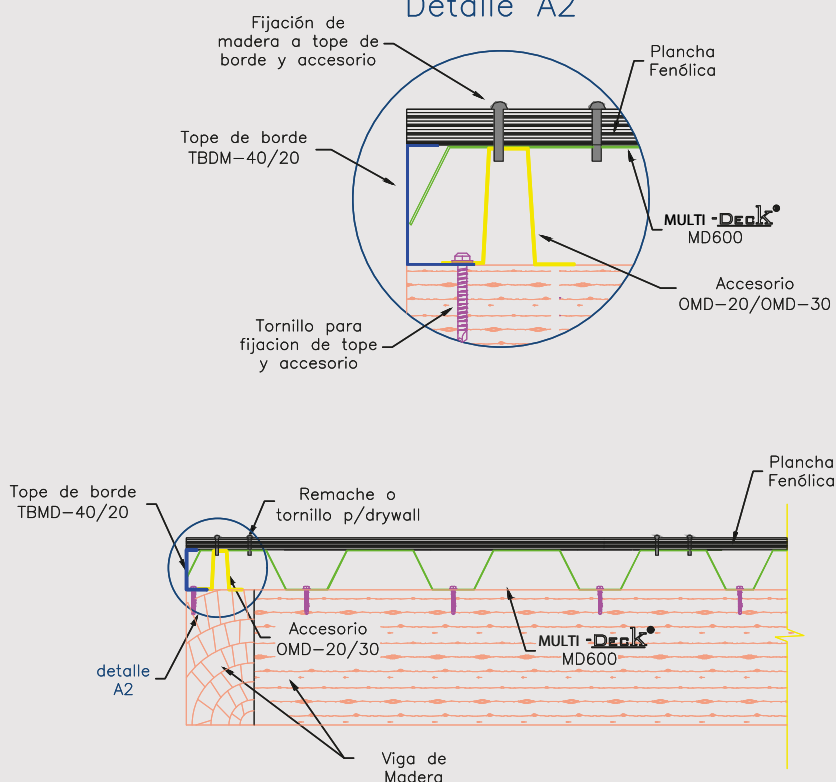 Detalle A2
Fijación de
madera a tope de
borde y accesorio
Plancha
Fenólica
Tope de borde
TBDM-40/20
MULTI-DECK
MD600
Accesorio
OMD-20/OMD-30
Tornillo para
fijacion de tope
y accesorio
Plancha
Fenólica
Tope de borde
TBMD-40/20
Remache o
tornillo p/drywall
Accesorio
OMD-20/30
MULTI-DECK
MD600
detalle
A2
Viga de
Madera